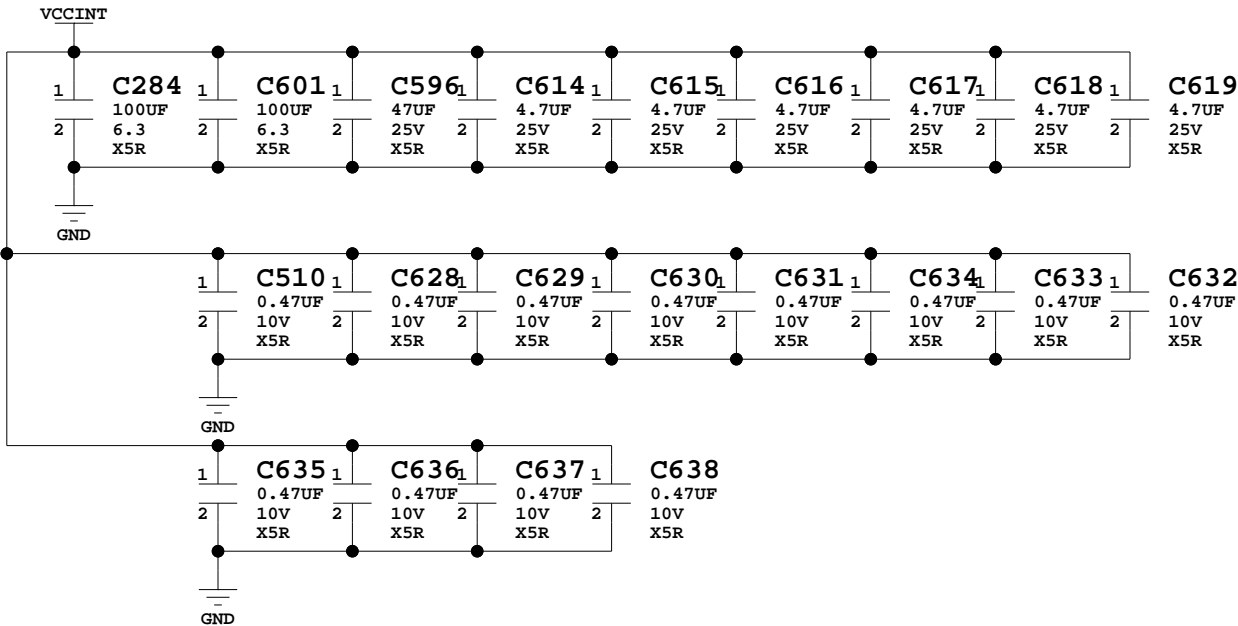 VCCINT
C284 C601 C596 C614 C615 C616 C617 C618 C619
1 1 1 1 1 1 1 1 1
100UF 100UF 47UF 4.7UF 4.7UF 4.7UF 4.7UF 4.7UF 4.7UF
2 2 2 2 2 2 2 2 2
6.3 6.3 25V 25V 25V 25V 25V 25V 25V
X5R X5R X5R X5R X5R X5R X5R X5R X5R
GND
C510 C628 C629 C630 C631 C634 C633 C632
1 1 1 1 1 1 1 1
0.47UF 0.47UF 0.47UF 0.47UF 0.47UF 0.47UF 0.47UF 0.47UF
2 2 2 2 2 2 2 2
10V 10V 10V 10V 10V 10V 10V 10V
X5R X5R X5R X5R X5R X5R X5R X5R
GND
C635 C636 C637 C638
1 1 1 1
0.47UF 0.47UF 0.47UF 0.47UF
2 2 2 2
10V 10V 10V 10V
X5R X5R X5R X5R
GND